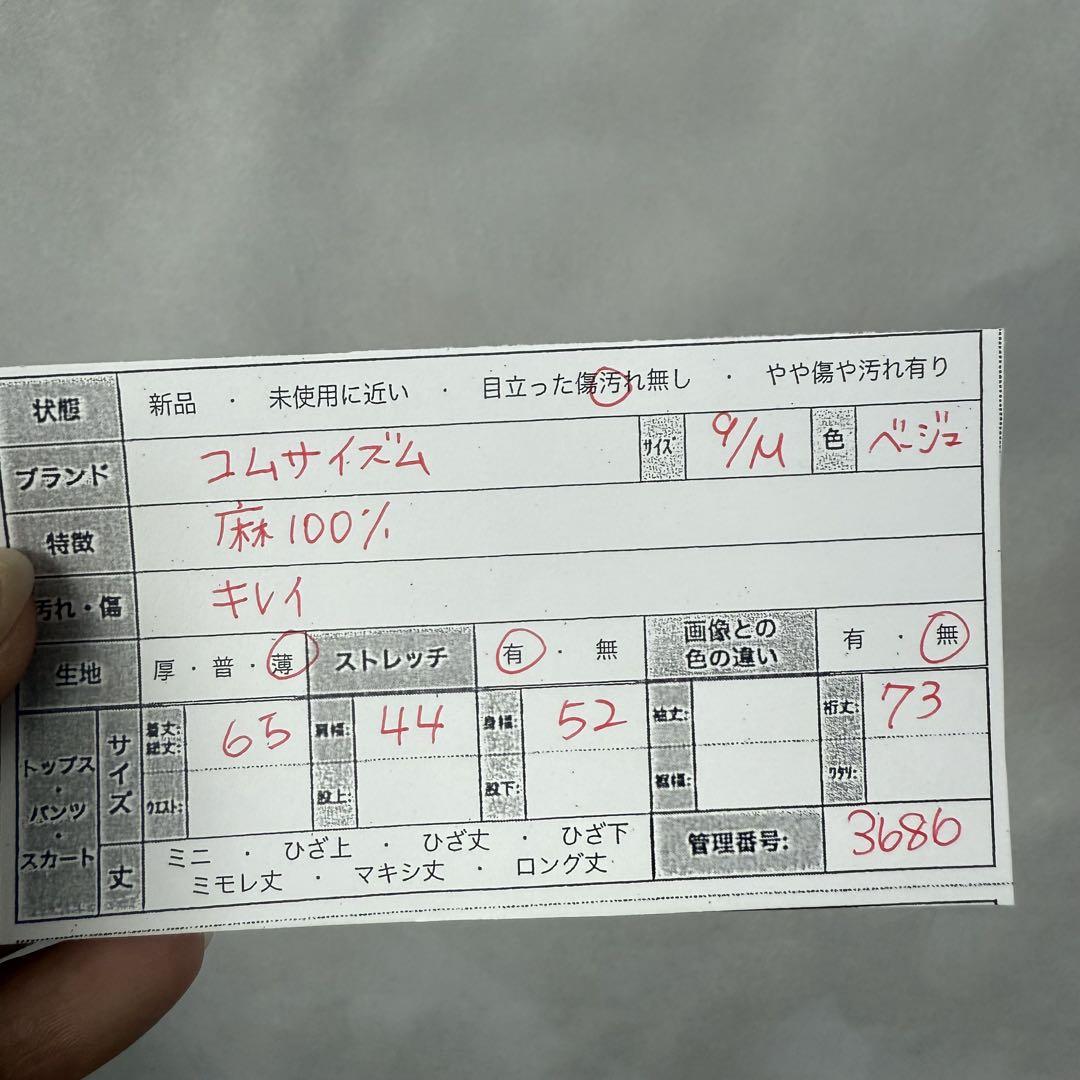 状態 新品 ・ 未使用に近い ・ 目立った傷汚れ無し ・ やや傷や汚れ有り
ブランド コムサイズム サイズ 9/M 色 ベージュ
特徴 麻100%
汚れ・傷 キレイ
生地 厚・普・薄 ストレッチ 有 ・ 無 画像との色の違い 有 ・ 無
トップス・パンツ・スカート サイズ 着丈:総丈: 65 肩幅: 44 身幅: 52 袖丈: 裄丈: 73
ウエスト: 股上: 股下: 裾幅: ワタリ:
丈 ミニ ・ ひざ上 ・ ひざ丈 ・ ひざ下
ミモレ丈 ・ マキシ丈 ・ ロング丈
管理番号: 3686